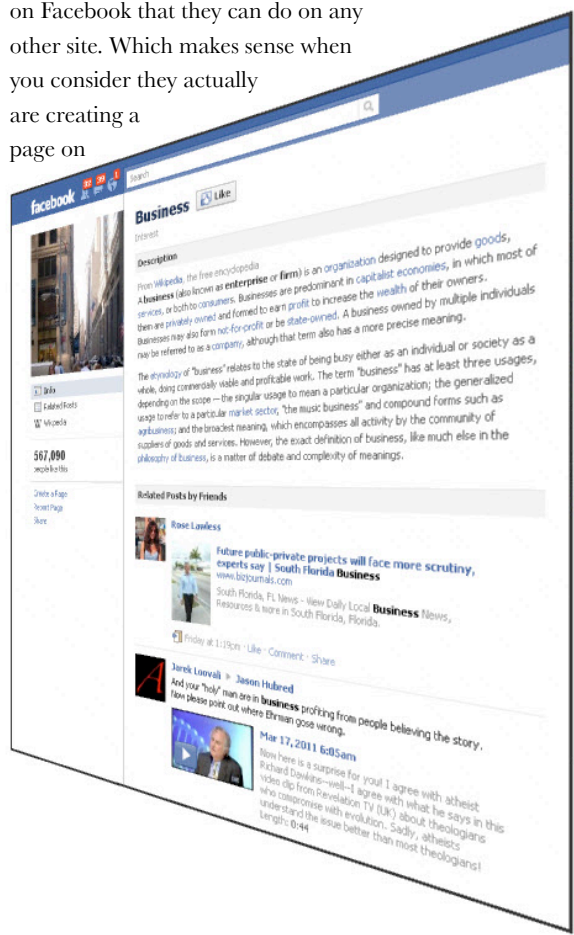 on Facebook that they can do on any
other site. Which makes sense when
you consider they actually
are creating a
page on
facebook
32 39 1
Search
Business Like
Interest
Description
From Wikipedia, the free encyclopedia
A business (also known as enterprise or firm) is an organization designed to provide goods,
services, or both to consumers. Businesses are predominant in capitalist economies, in which most of
them are privately owned and formed to earn profit to increase the wealth of their owners.
Businesses may also form not-for-profit or be state-owned. A business owned by multiple individuals
may be referred to as a company, although that term also has a more precise meaning.
The etymology of "business" relates to the state of being busy either as an individual or society as a
whole, doing commercially viable and profitable work. The term "business" has at least three usages,
depending on the scope — the singular usage to mean a particular organization; the generalized
usage to refer to a particular market sector, "the music business" and compound forms such as
agribusiness; and the broadest meaning, which encompasses all activity by the community of
suppliers of goods and services. However, the exact definition of business, like much else in the
philosophy of business, is a matter of debate and complexity of meanings.
Info
Related Posts
W Wikipedia
567,090
people like this
Create a Page
Report Page
Share
Related Posts by Friends
Rose Lawless
Future public-private projects will face more scrutiny,
experts say | South Florida Business
www.bizjournals.com
South Florida, FL News - View Daily Local Business News,
Resources & more in South Florida, Florida.
Friday at 1:19pm · Like · Comment · Share
Jarek Loovali ▶ Jason Hubred
And your "holy" man are in business profiting from people believing the story.
Now please point out where Ehrman gose wrong.
Mar 17, 2011 6:05am
Now here is a surprise for you! I agree with atheist
Richard Dawkins--well--I agree with what he says in this
video clip from Revelation TV (UK) about theologians
who compromise with evolution. Sadly, atheists
understand the issue better than most theologians!
Length: 0:44